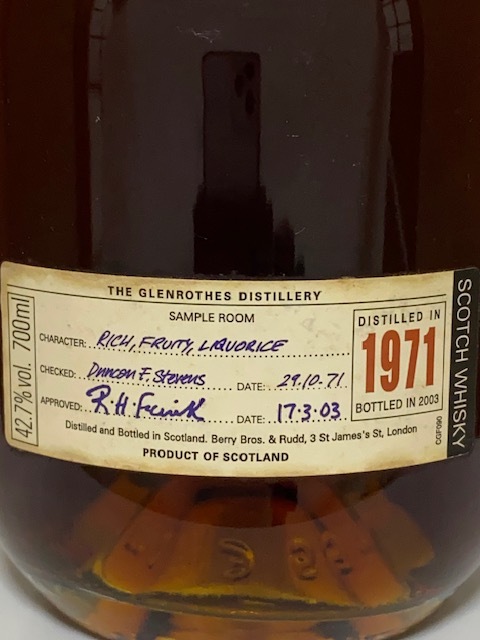 THE GLENROTHES DISTILLERY
SAMPLE ROOM
CHARACTER: RICH, FRUITY, LIQUORICE
CHECKED: Duncan F. Stevens DATE: 29.10.71
APPROVED: R.H. DATE: 17.3.03
Distilled and Bottled in Scotland. Berry Bros. & Rudd, 3 St James's St, London
PRODUCT OF SCOTLAND
42.7% vol. 700ml
DISTILLED IN
1971
BOTTLED IN 2003
CGF090
SCOTCH WHISKY